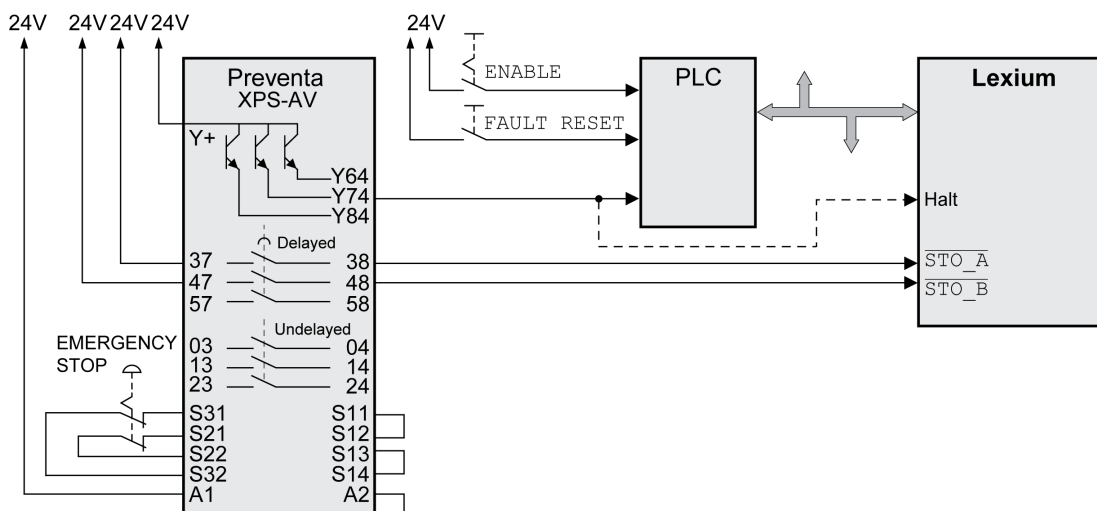 24V 24V 24V 24V 24V
Preventa
XPS-AV
Y+
Y64
Y74
Y84
Delayed
37 38
47 48
57 58
Undelayed
03 04
13 14
23 24
EMERGENCY
STOP
S31 S11
S21 S12
S22 S13
S32 S14
A1 A2
ENABLE
FAULT RESET
PLC
Lexium
Halt
STO_A
STO_B